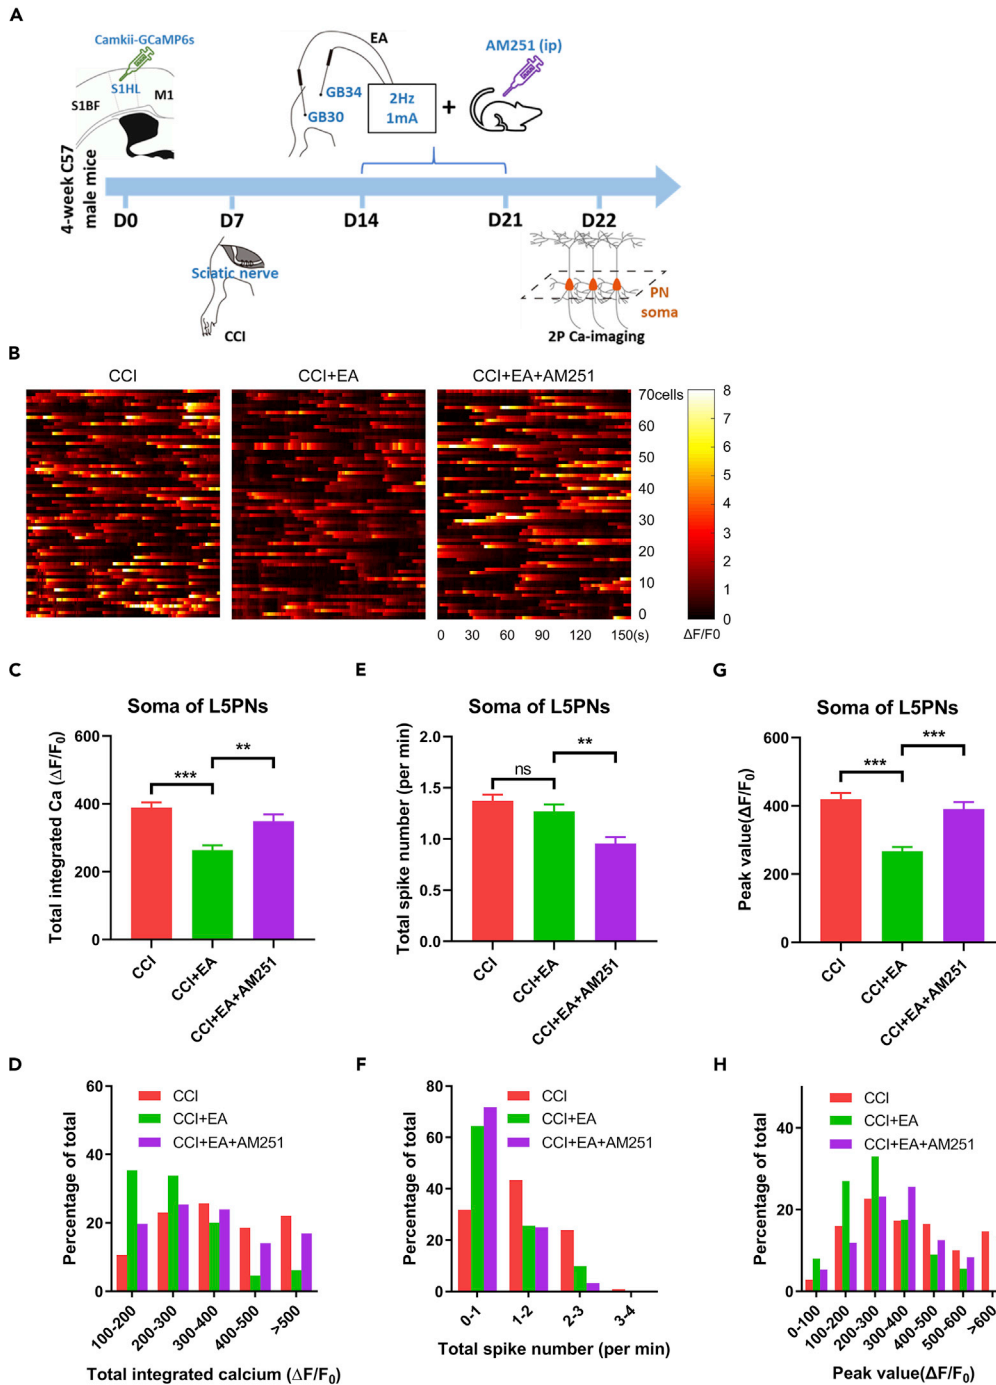 A
Camkii-GCaMP6s
S1HL
S1BF
M1
EA
GB34
GB30
2Hz
1mA
+
AM251 (ip)
4-week C57
male mice
D0
D7
D14
D21
D22
Sciatic nerve
CCI
PN
soma
2P Ca-imaging
B
CCI
CCI+EA
CCI+EA+AM251
70cells
60
50
40
30
20
10
0
0 30 60 90 120 150(s)
8
7
6
5
4
3
2
1
0
ΔF/F0
C
Soma of L5PNs
Total integrated Ca (ΔF/F0)
600
400
200
0
***
**
CCI
CCI+EA
CCI+EA+AM251
E
Soma of L5PNs
Total spike number (per min)
2.0
1.5
1.0
0.5
0.0
ns
**
CCI
CCI+EA
CCI+EA+AM251
G
Soma of L5PNs
Peak value(ΔF/F0)
600
400
200
0
***
***
CCI
CCI+EA
CCI+EA+AM251
D
Percentage of total
60
40
20
0
CCI
CCI+EA
CCI+EA+AM251
100-200
200-300
300-400
400-500
>500
Total integrated calcium (ΔF/F0)
F
Percentage of total
80
60
40
20
0
CCI
CCI+EA
CCI+EA+AM251
0-1
1-2
2-3
3-4
Total spike number (per min)
H
Percentage of total
40
20
0
CCI
CCI+EA
CCI+EA+AM251
0-100
100-200
200-300
300-400
400-500
500-600
>600
Peak value(ΔF/F0)